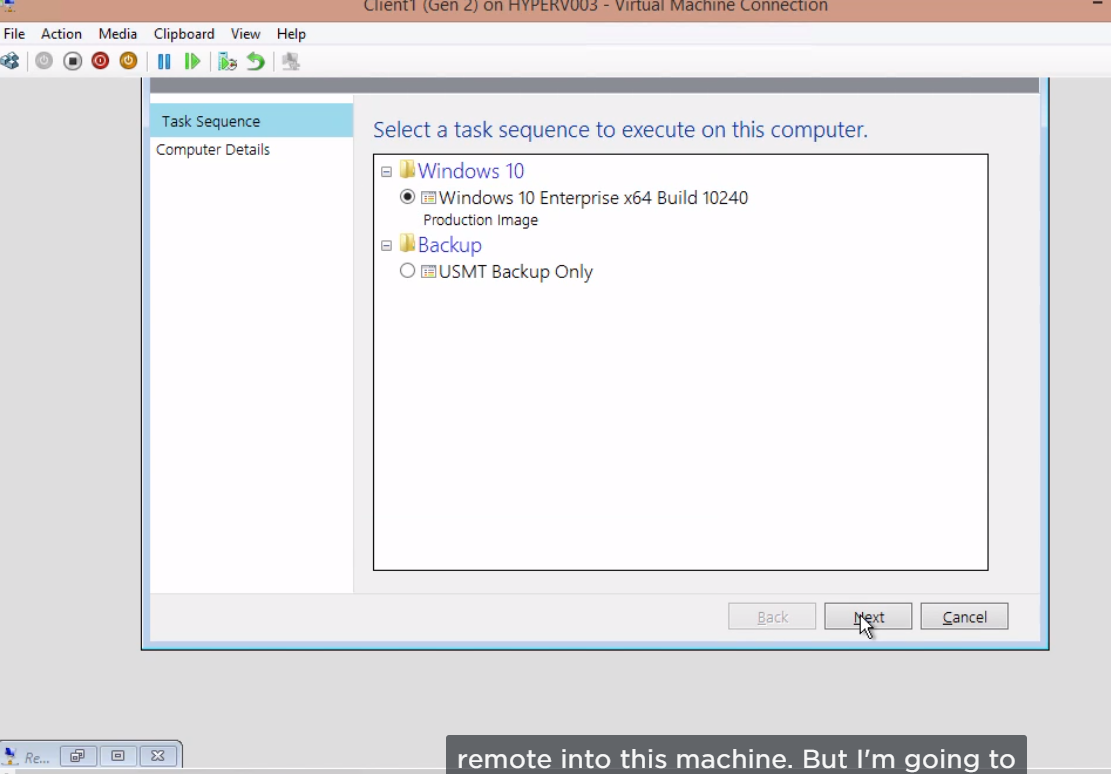 Client1 (Gen 2) on HYPERV003 - Virtual Machine Connection
File Action Media Clipboard View Help
Task Sequence
Computer Details
Select a task sequence to execute on this computer.
Windows 10
Windows 10 Enterprise x64 Build 10240
Production Image
Backup
USMT Backup Only
Back Next Cancel
Re...
remote into this machine. But I'm going to